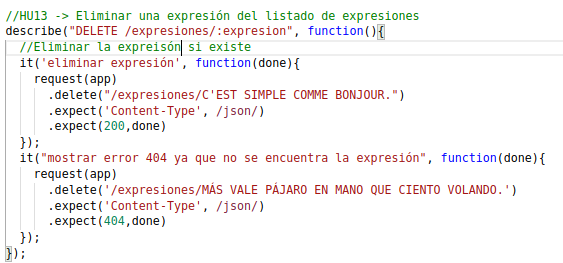 //HU13 -> Eliminar una expresión del listado de expresiones
describe("DELETE /expresiones/:expresion", function(){
//Eliminar la expreisón si existe
it('eliminar expresión', function(done){
request(app)
.delete("/expresiones/C'EST SIMPLE COMME BONJOUR.")
.expect('Content-Type', /json/)
.expect(200,done)
});
it("mostrar error 404 ya que no se encuentra la expresión", function(done){
request(app)
.delete('/expresiones/MÁS VALE PÁJARO EN MANO QUE CIENTO VOLANDO.')
.expect('Content-Type', /json/)
.expect(404,done)
});
});